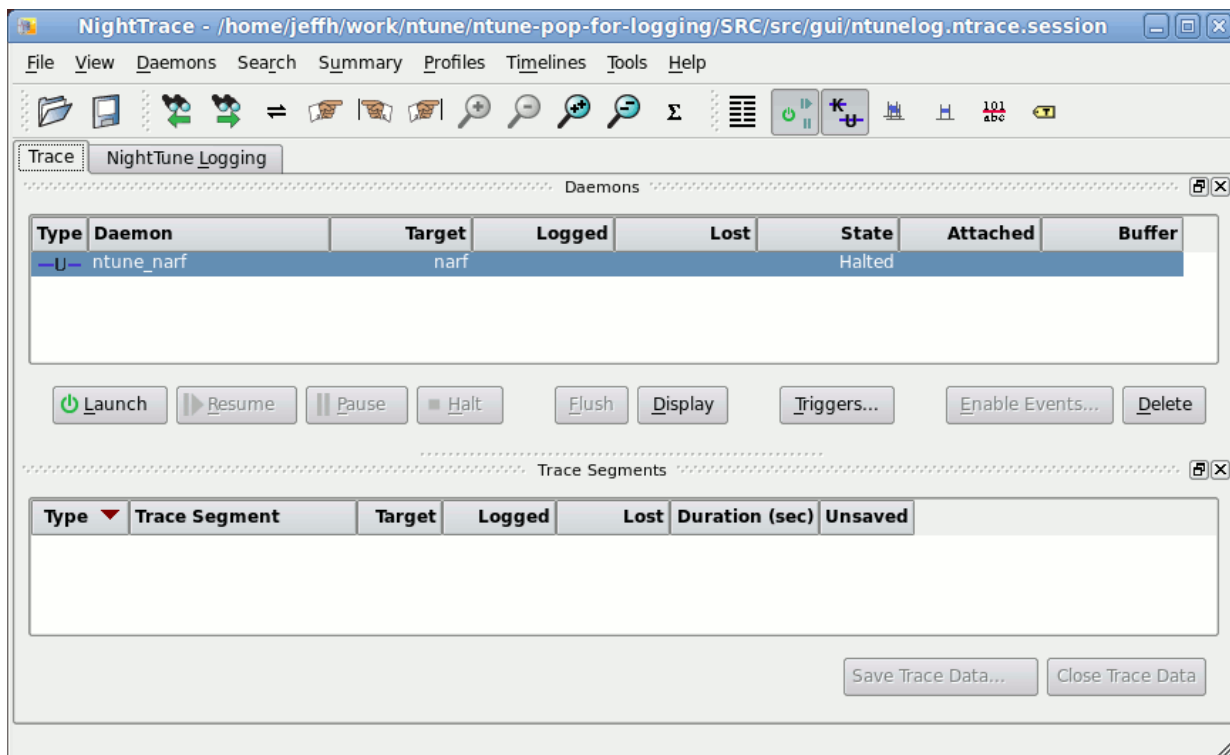 NightTrace - /home/jeffh/work/ntune/ntune-pop-for-logging/SRC/src/gui/ntunelog.ntrace.session
File View Daemons Search Summary Profiles Timelines Tools Help
Σ K U 101 abc T
Trace NightTune Logging
Daemons
Type Daemon Target Logged Lost State Attached Buffer
U ntune_narf narf Halted
Launch Resume Pause Halt Flush Display Triggers... Enable Events... Delete
Trace Segments
Type Trace Segment Target Logged Lost Duration (sec) Unsaved
Save Trace Data... Close Trace Data